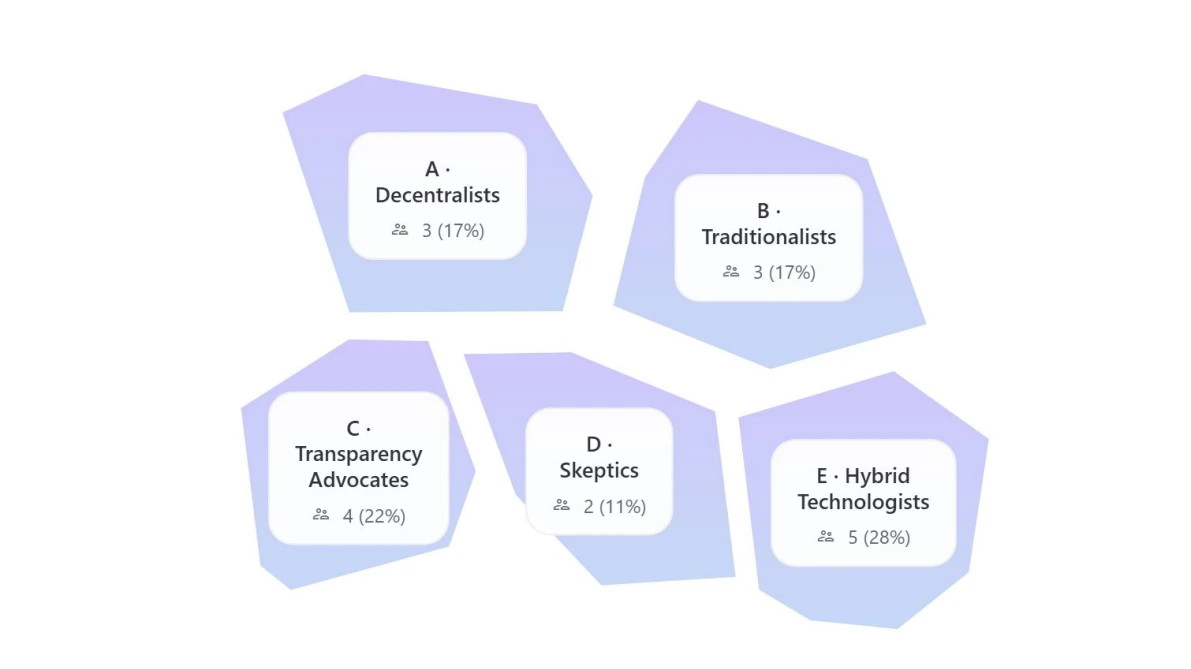 A ·
Decentralists
3 (17%)
B ·
Traditionalists
3 (17%)
C ·
Transparency
Advocates
4 (22%)
D ·
Skeptics
2 (11%)
E · Hybrid
Technologists
5 (28%)